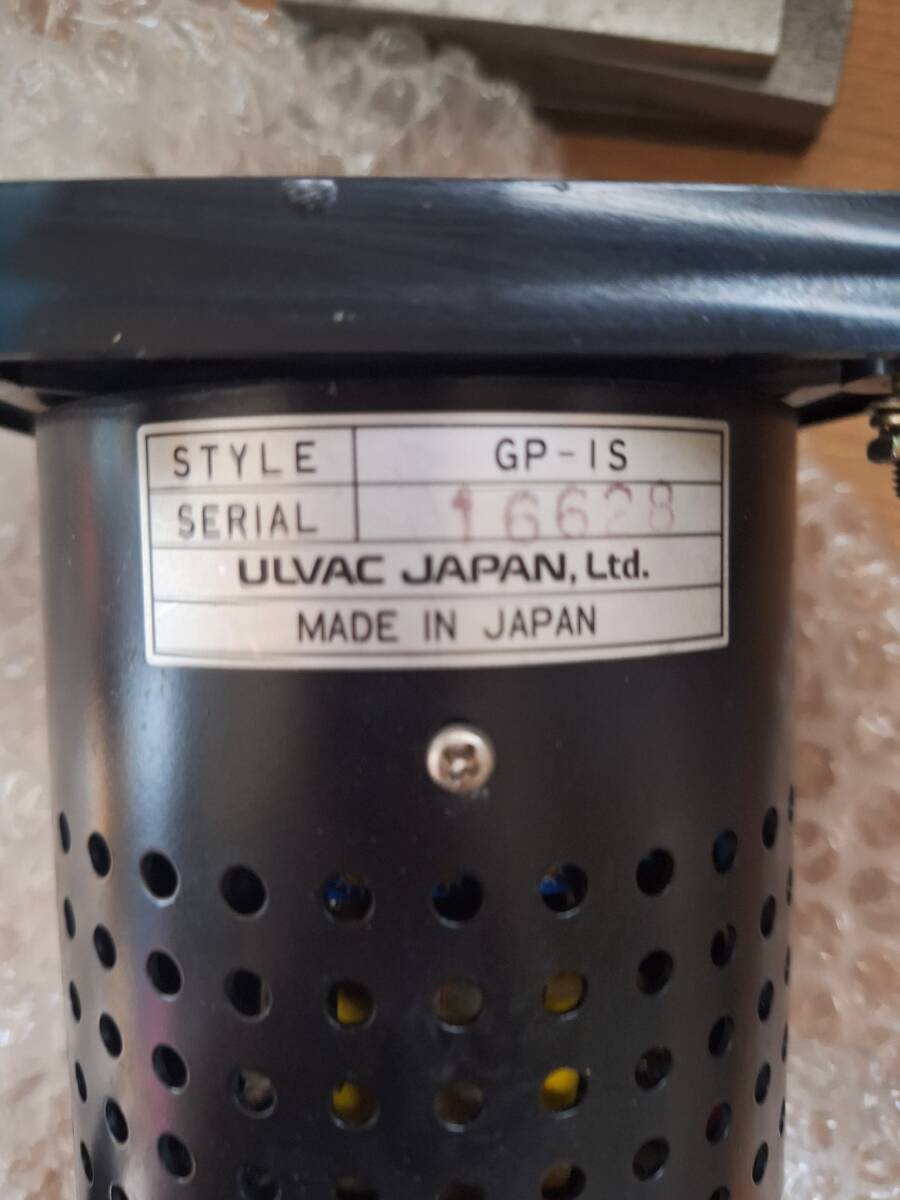 STYLE GP-1S
SERIAL 16628
ULVAC JAPAN, Ltd.
MADE IN JAPAN